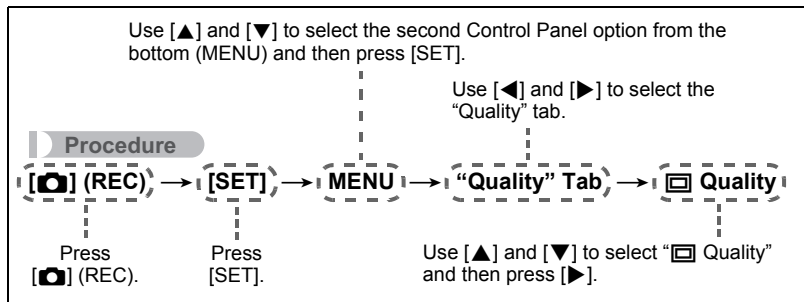 Use [▲] and [▼] to select the second Control Panel option from the
bottom (MENU) and then press [SET].
Use [◀] and [▶] to select the
“Quality” tab.
Procedure
[📷] (REC) → [SET] → MENU → “Quality” Tab → Quality
Press
[📷] (REC).
Press
[SET].
Use [▲] and [▼] to select “ Quality”
and then press [▶].